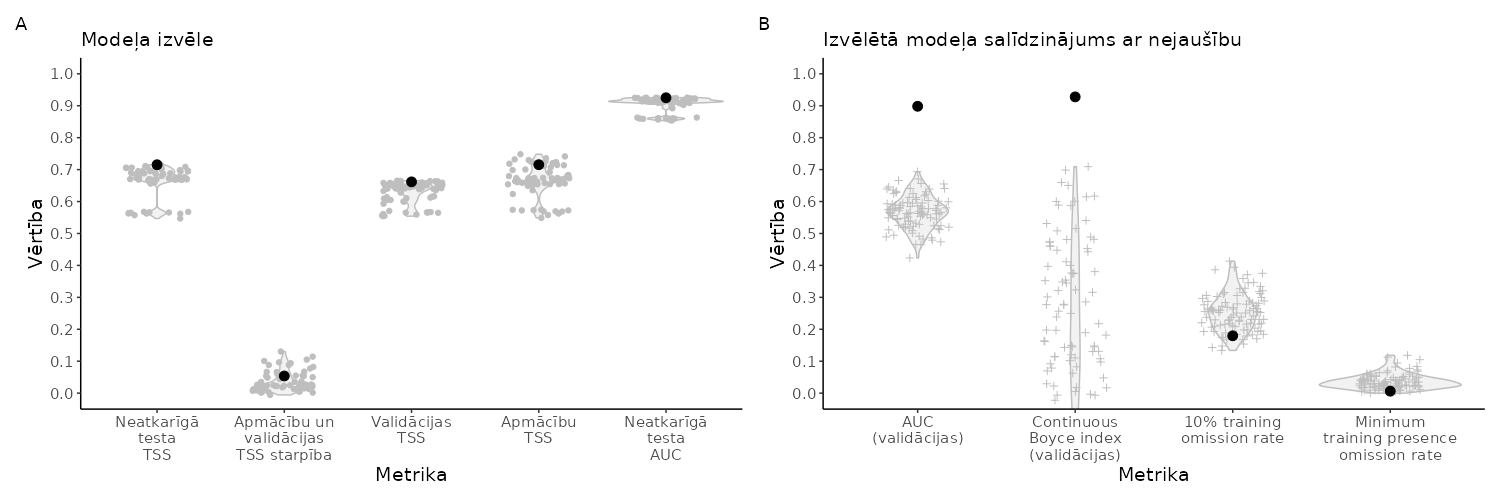 A
Modeļa izvēle
Vērtība
1.0
0.9
0.8
0.7
0.6
0.5
0.4
0.3
0.2
0.1
0.0
Neatkarīgā
testa
TSS
Apmācību un
validācijas
TSS starpība
Validācijas
TSS
Apmācību
TSS
Neatkarīgā
testa
AUC
Metrika
B
Izvēlētā modeļa salīdzinājums ar nejaušību
Vērtība
1.0
0.9
0.8
0.7
0.6
0.5
0.4
0.3
0.2
0.1
0.0
AUC
(validācijas)
Continuous
Boyce index
(validācijas)
10% training
omission rate
Minimum
training presence
omission rate
Metrika